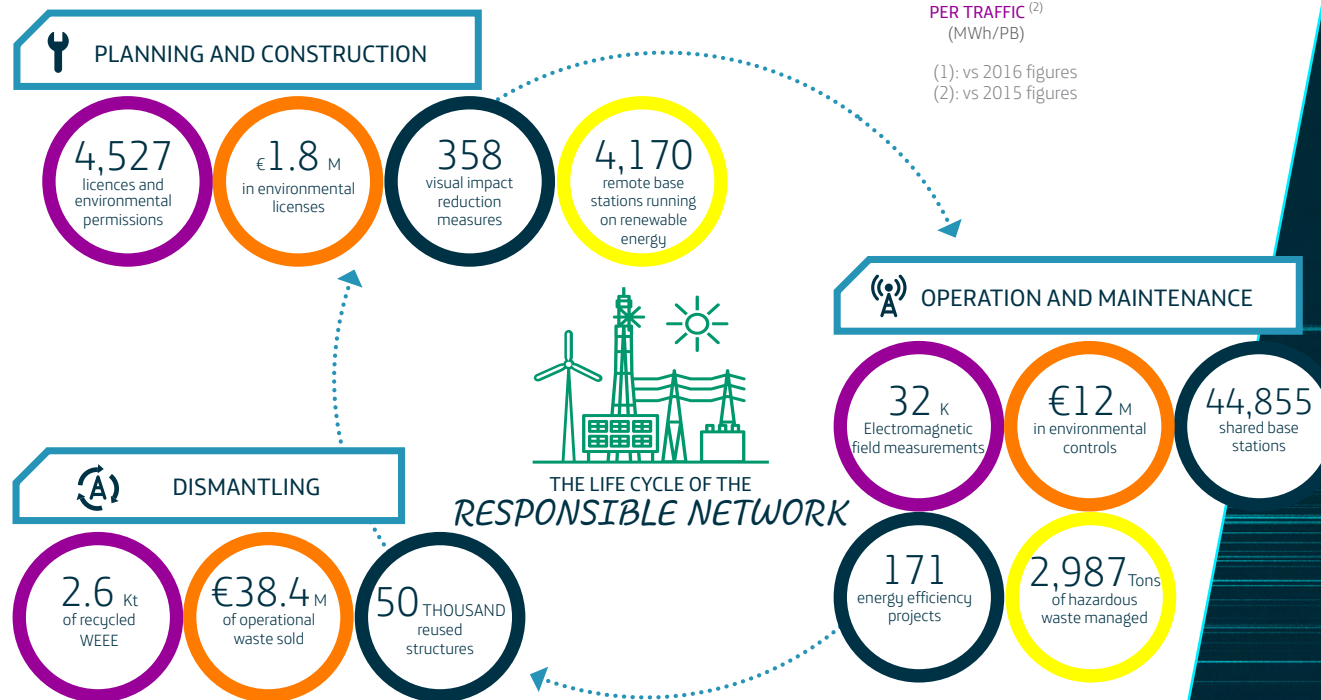 PER TRAFFIC (2)
(MWh/PB)
(1): vs 2016 figures
(2): vs 2015 figures
PLANNING AND CONSTRUCTION
4,527
licences and
environmental
permissions
€1.8 M
in environmental
licenses
358
visual impact
reduction
measures
4,170
remote base
stations running
on renewable
energy
OPERATION AND MAINTENANCE
32 K
Electromagnetic
field measurements
€12 M
in environmental
controls
44,855
shared base
stations
171
energy efficiency
projects
2,987 Tons
of hazardous
waste managed
THE LIFE CYCLE OF THE
RESPONSIBLE NETWORK
DISMANTLING
2.6 Kt
of recycled
WEEE
€38.4 M
of operational
waste sold
50 THOUSAND
reused
structures